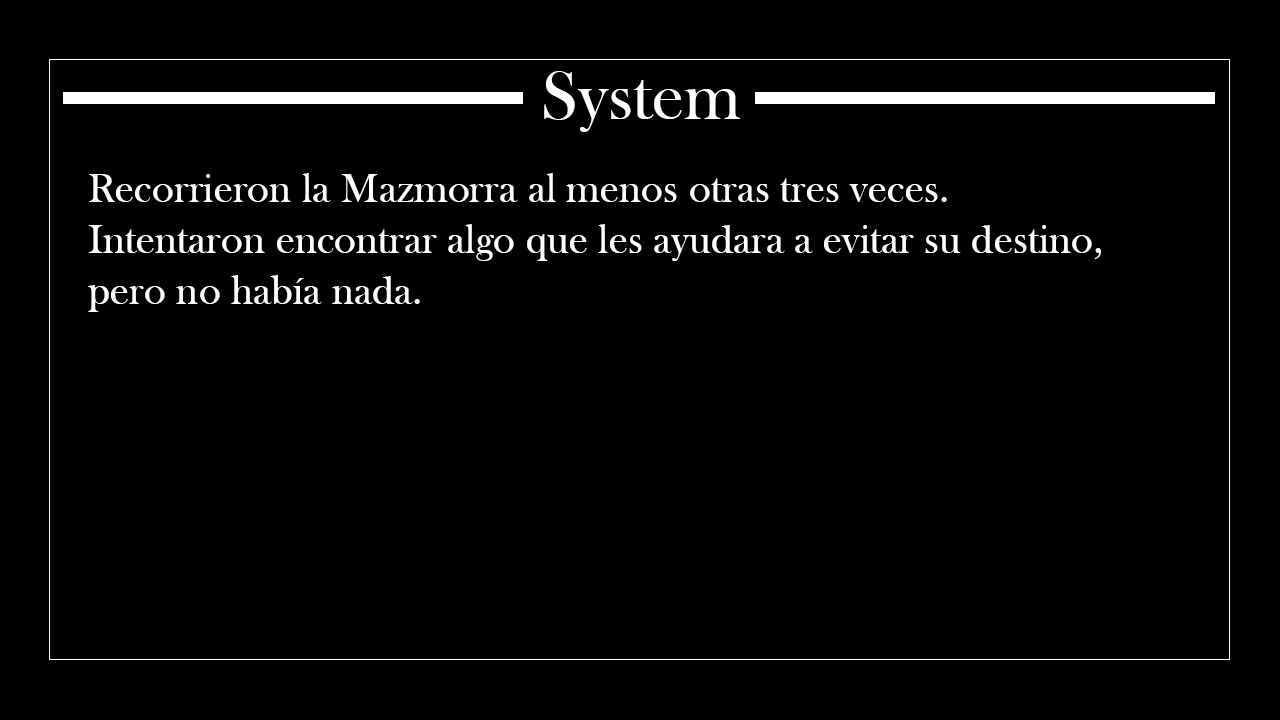 System
Recorrieron la Mazmorra al menos otras tres veces.
Intentaron encontrar algo que les ayudara a evitar su destino,
pero no había nada.